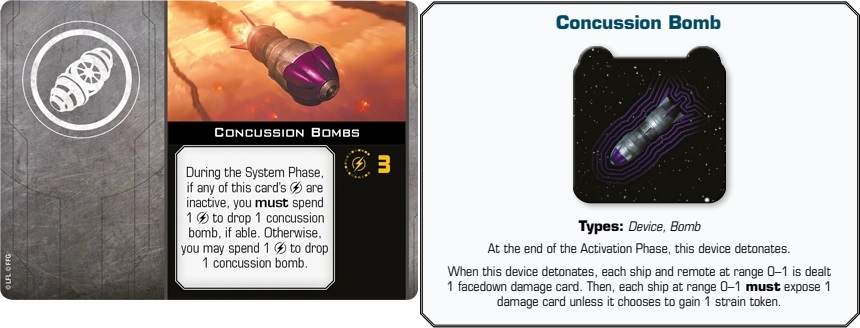 ©LFL ©FFG
Concussion Bombs
3
During the System Phase,
if any of this card's are
inactive, you must spend
1 to drop 1 concussion
bomb, if able. Otherwise,
you may spend 1 to drop
1 concussion bomb.
Concussion Bomb
Types: Device, Bomb
At the end of the Activation Phase, this device detonates.
When this device detonates, each ship and remote at range 0–1 is dealt
1 facedown damage card. Then, each ship at range 0–1 must expose 1
damage card unless it chooses to gain 1 strain token.